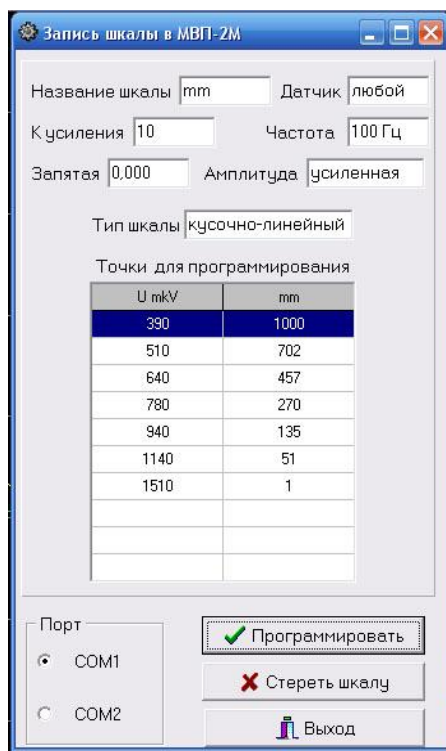 Запись шкалы в МВП-2М
Название шкалы mm Датчик любой
К усиления 10 Частота 100 Гц
Запятая 0,000 Амплитуда усиленная
Тип шкалы кусочно-линейный
Точки для программирования
U mkV mm
390 1000
510 702
640 457
780 270
940 135
1140 51
1510 1
Порт
COM1
COM2
Программировать
Стереть шкалу
Выход